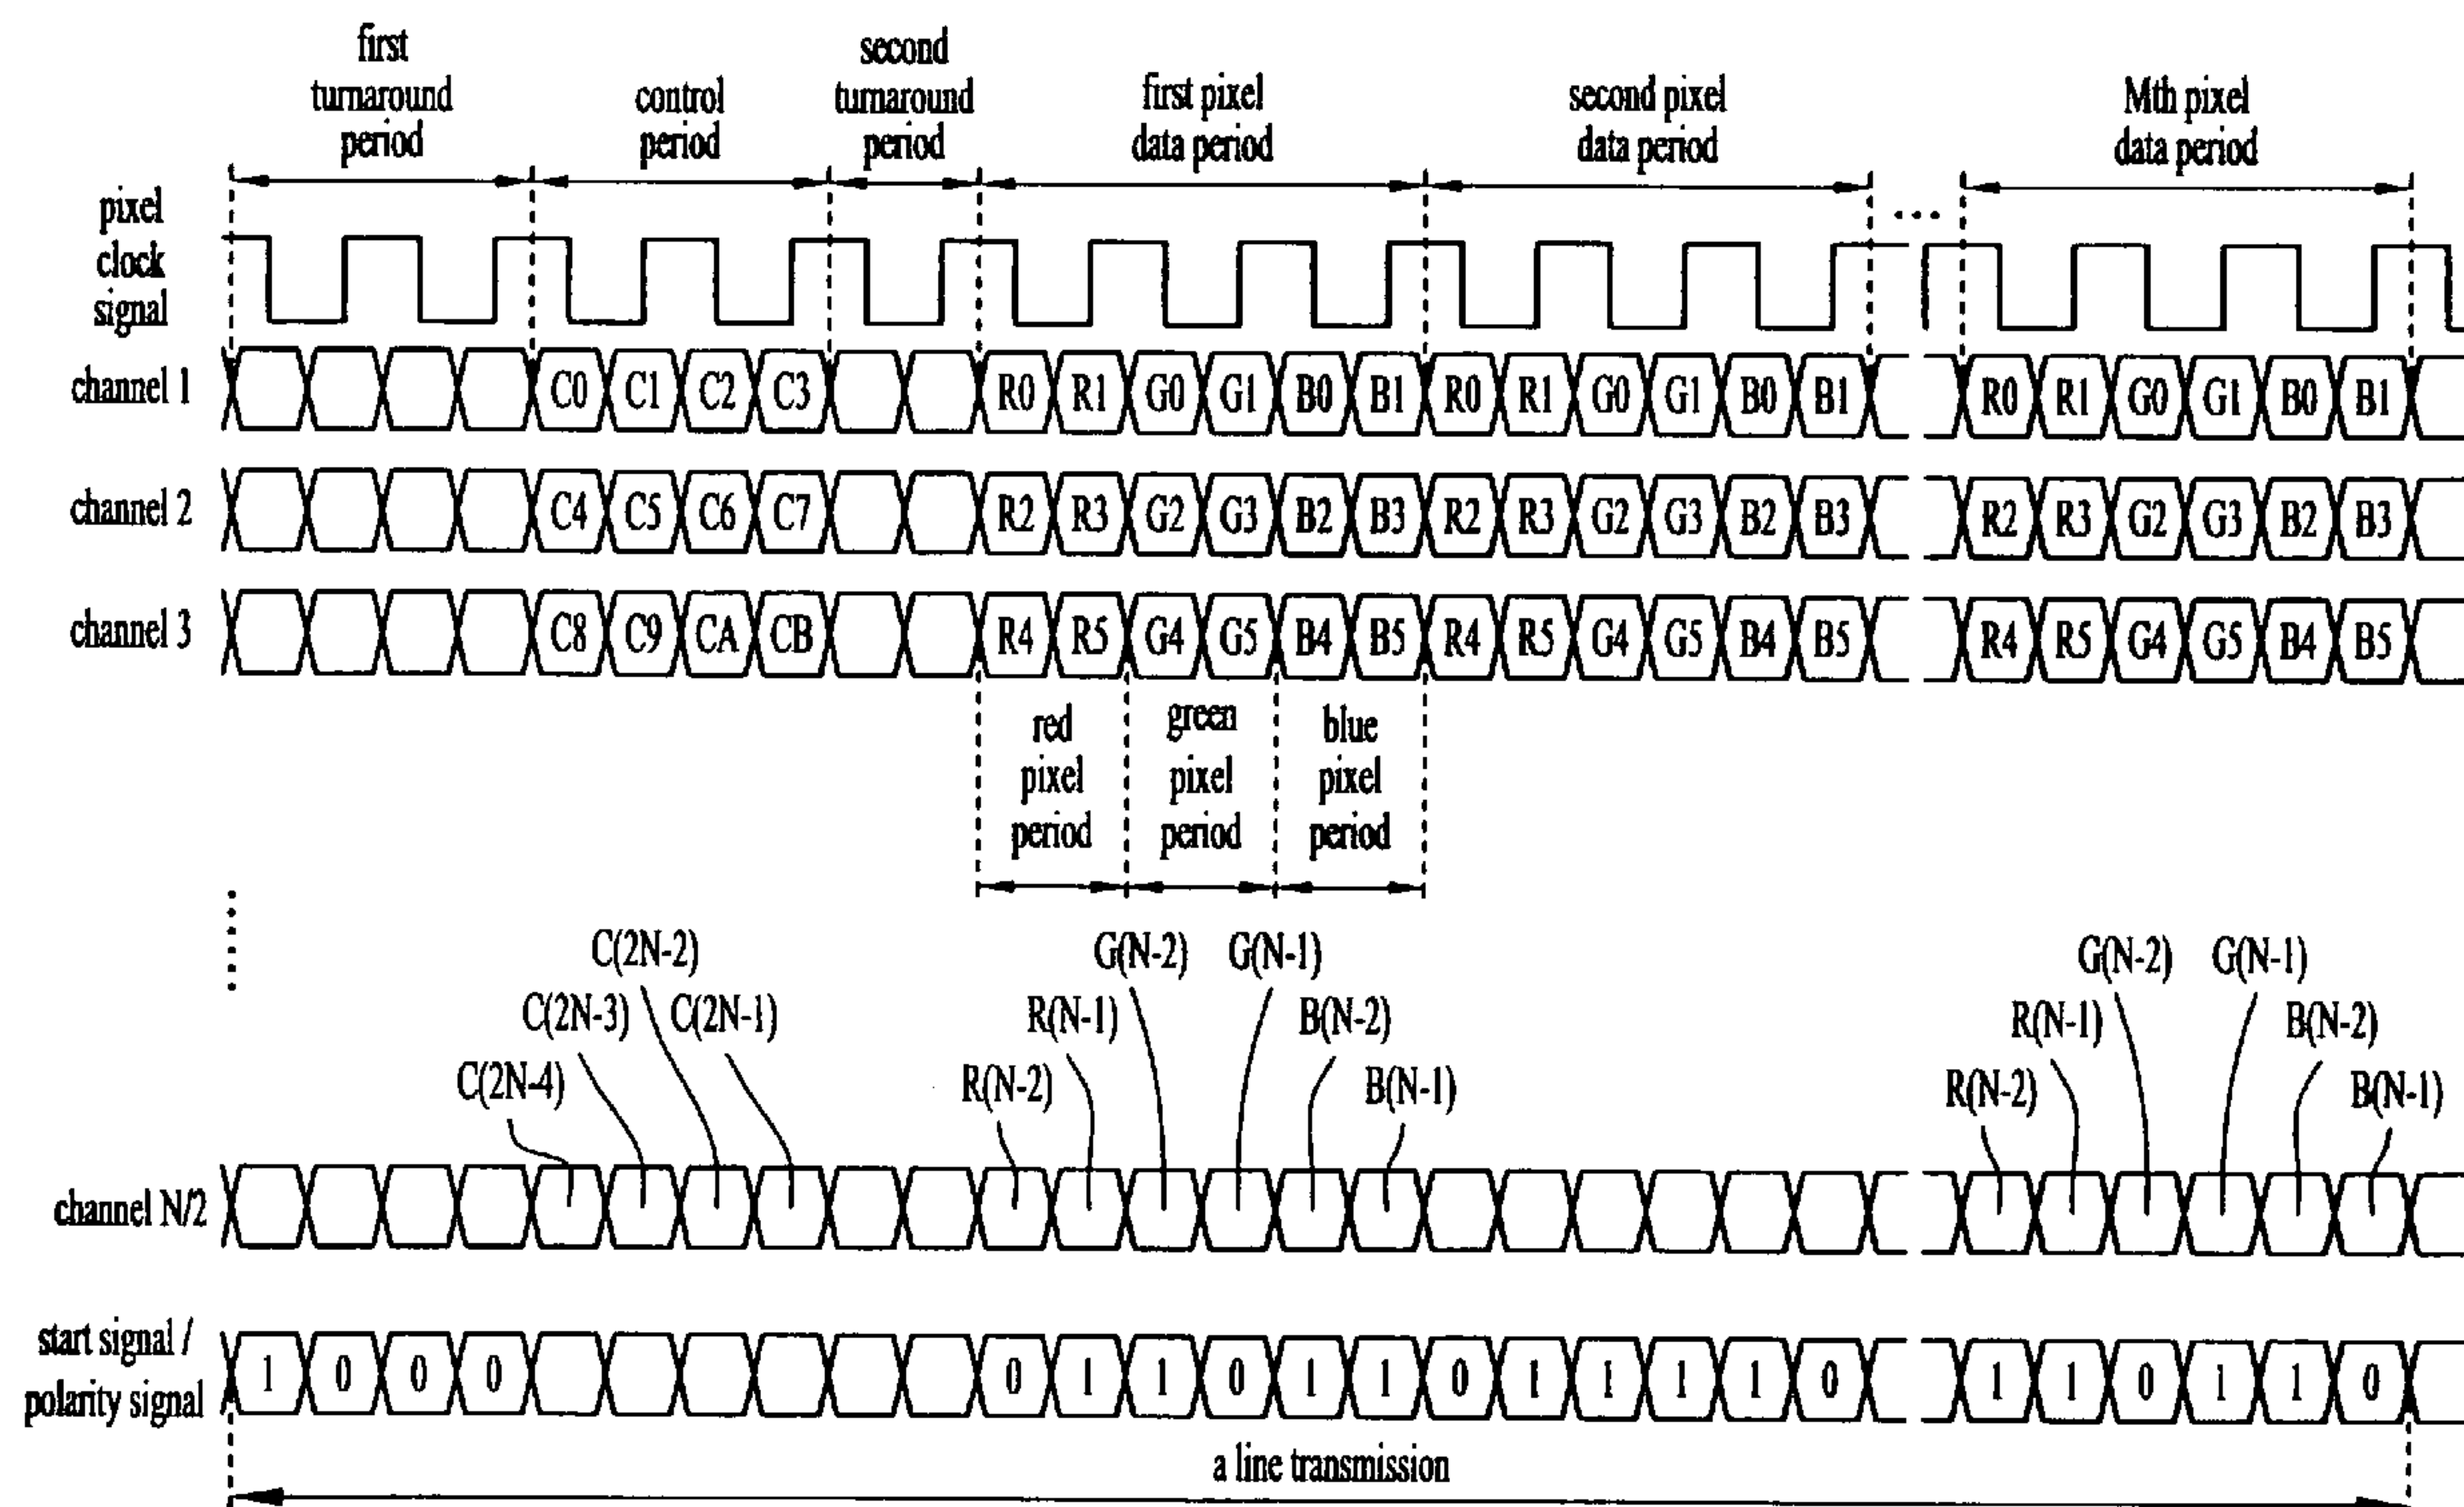 first
turnaround
period
control
period
second
turnaround
period
first pixel
data period
second pixel
data period
Mth pixel
data period
pixel
clock
signal
...
channel 1
C0 C1 C2 C3 R0 R1 G0 G1 B0 B1 R0 R1 G0 G1 B0 B1 R0 R1 G0 G1 B0 B1
channel 2
C4 C5 C6 C7 R2 R3 G2 G3 B2 B3 R2 R3 G2 G3 B2 B3 R2 R3 G2 G3 B2 B3
channel 3
C8 C9 CA CB R4 R5 G4 G5 B4 B5 R4 R5 G4 G5 B4 B5 R4 R5 G4 G5 B4 B5
red
pixel
period
green
pixel
period
blue
pixel
period
C(2N-2) G(N-2) G(N-1) G(N-2) G(N-1)
C(2N-3) C(2N-1) R(N-1) B(N-2) R(N-1) B(N-2)
C(2N-4) R(N-2) B(N-1) R(N-2) B(N-1)
channel N/2
start signal /
polarity signal
1 0 0 0 0 1 1 0 1 1 0 1 1 1 1 0 1 1 0 1 1 0
a line transmission